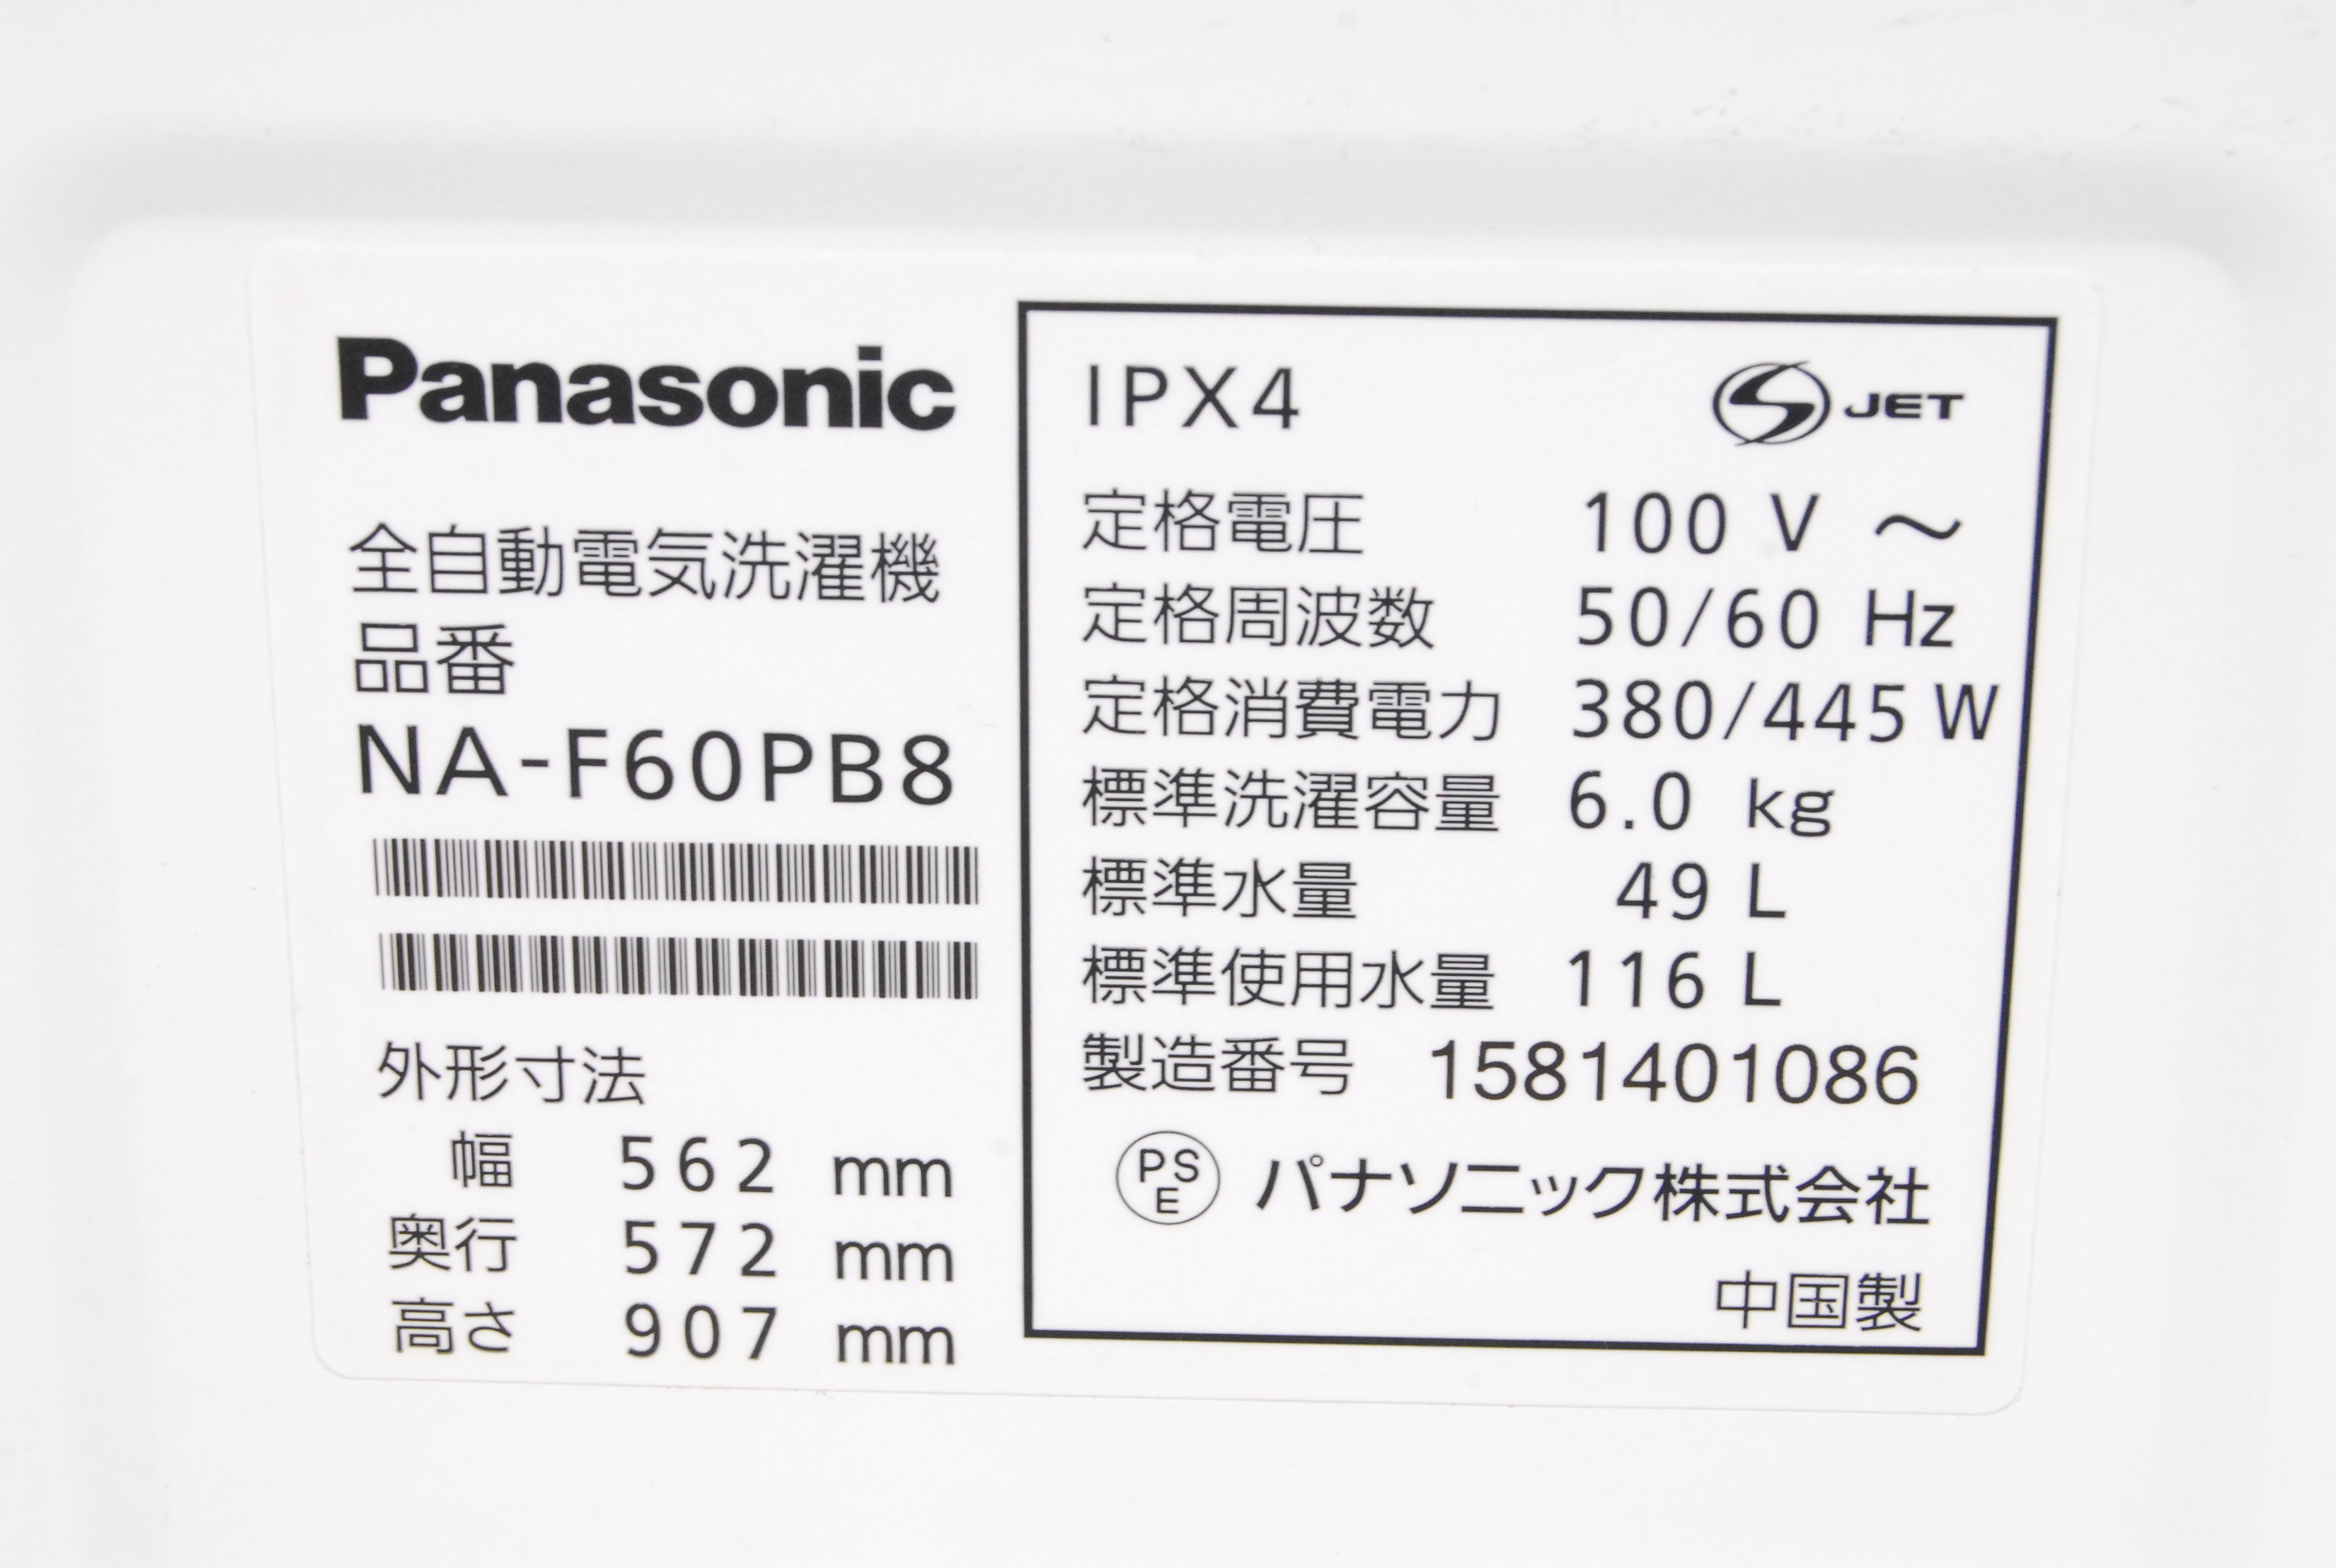 Panasonic
全自動電気洗濯機
品番
NA-F60PB8
外形寸法
幅 562 mm
奥行 572 mm
高さ 907 mm
IPX4
S JET
定格電圧 100 V ～
定格周波数 50/60 Hz
定格消費電力 380/445 W
標準洗濯容量 6.0 kg
標準水量 49 L
標準使用水量 116 L
製造番号 1581401086
PSE パナソニック株式会社
中国製